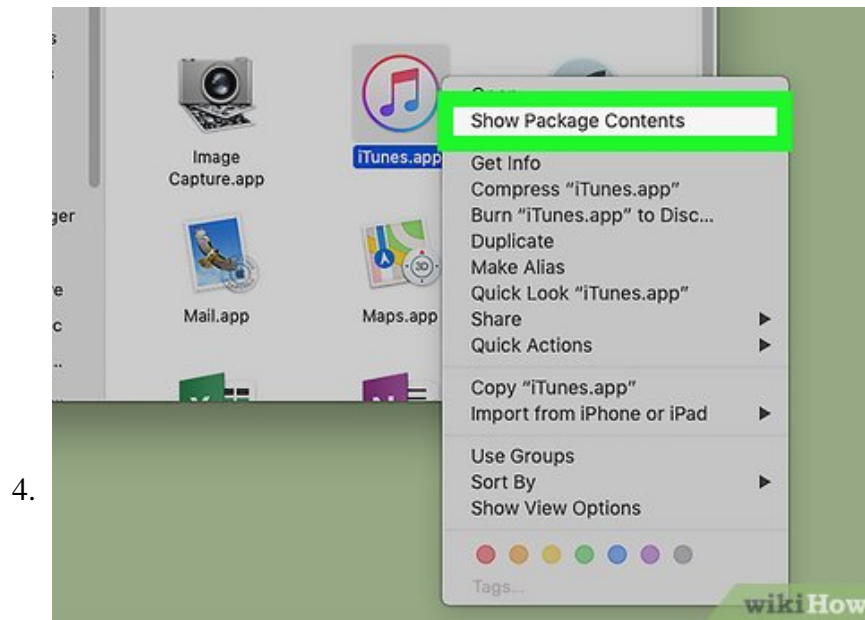 Image
Capture.app
iTunes.app
Mail.app
Maps.app
3D
Show Package Contents
Get Info
Compress “iTunes.app”
Burn “iTunes.app” to Disc...
Duplicate
Make Alias
Quick Look “iTunes.app”
Share
Quick Actions
Copy “iTunes.app”
Import from iPhone or iPad
Use Groups
Sort By
Show View Options
Tags...
4.
wikiHow